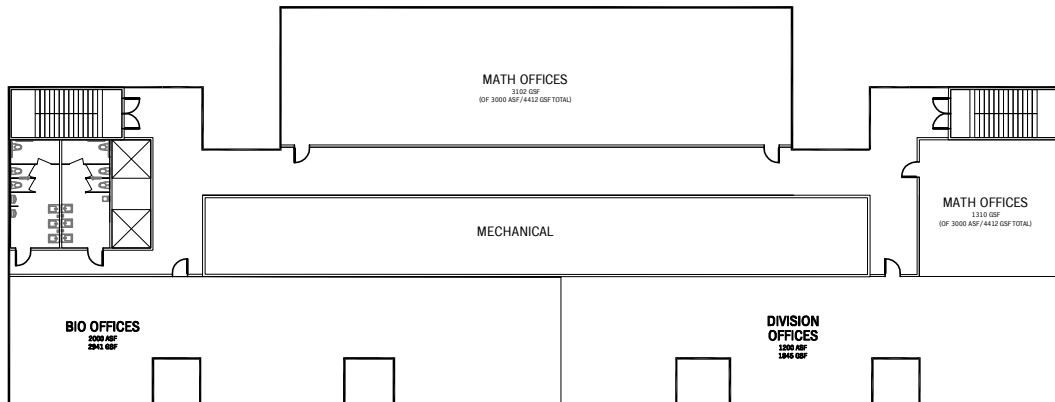 MATH OFFICES
3102 GSF
(OF 3000 ASF/4412 GSF TOTAL)
MATH OFFICES
1310 GSF
(OF 3000 ASF/4412 GSF TOTAL)
MECHANICAL
BIO OFFICES
2000 ASF
2941 GSF
DIVISION
OFFICES
1200 ASF
1845 GSF